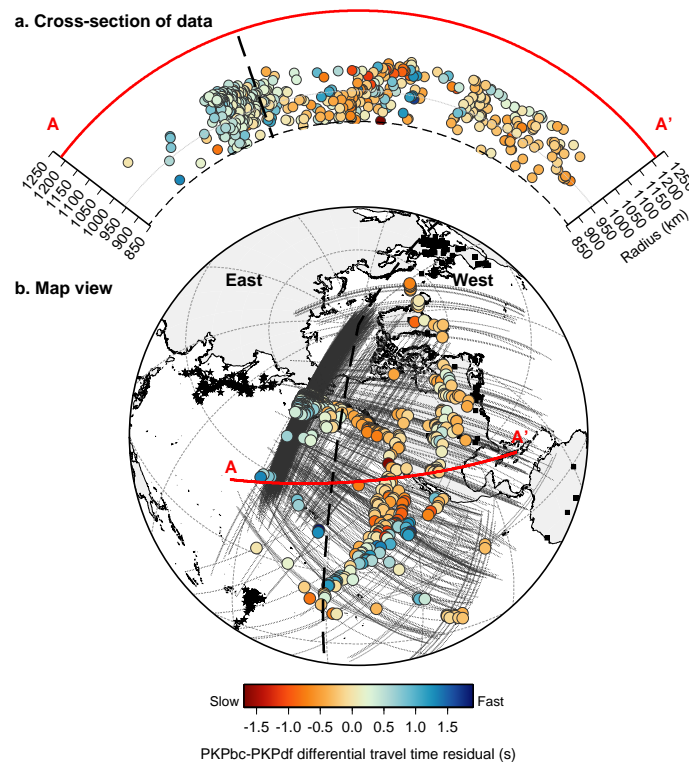 a. Cross-section of data
A
A'
1250
1200
1150
1100
1050
1000
950
900
850
1250
1200
1150
1100
1050
1000
950
900
850
Radius (km)
b. Map view
East
West
A
A'
Slow
Fast
-1.5 -1.0 -0.5 0.0 0.5 1.0 1.5
PKPbc-PKPdf differential travel time residual (s)